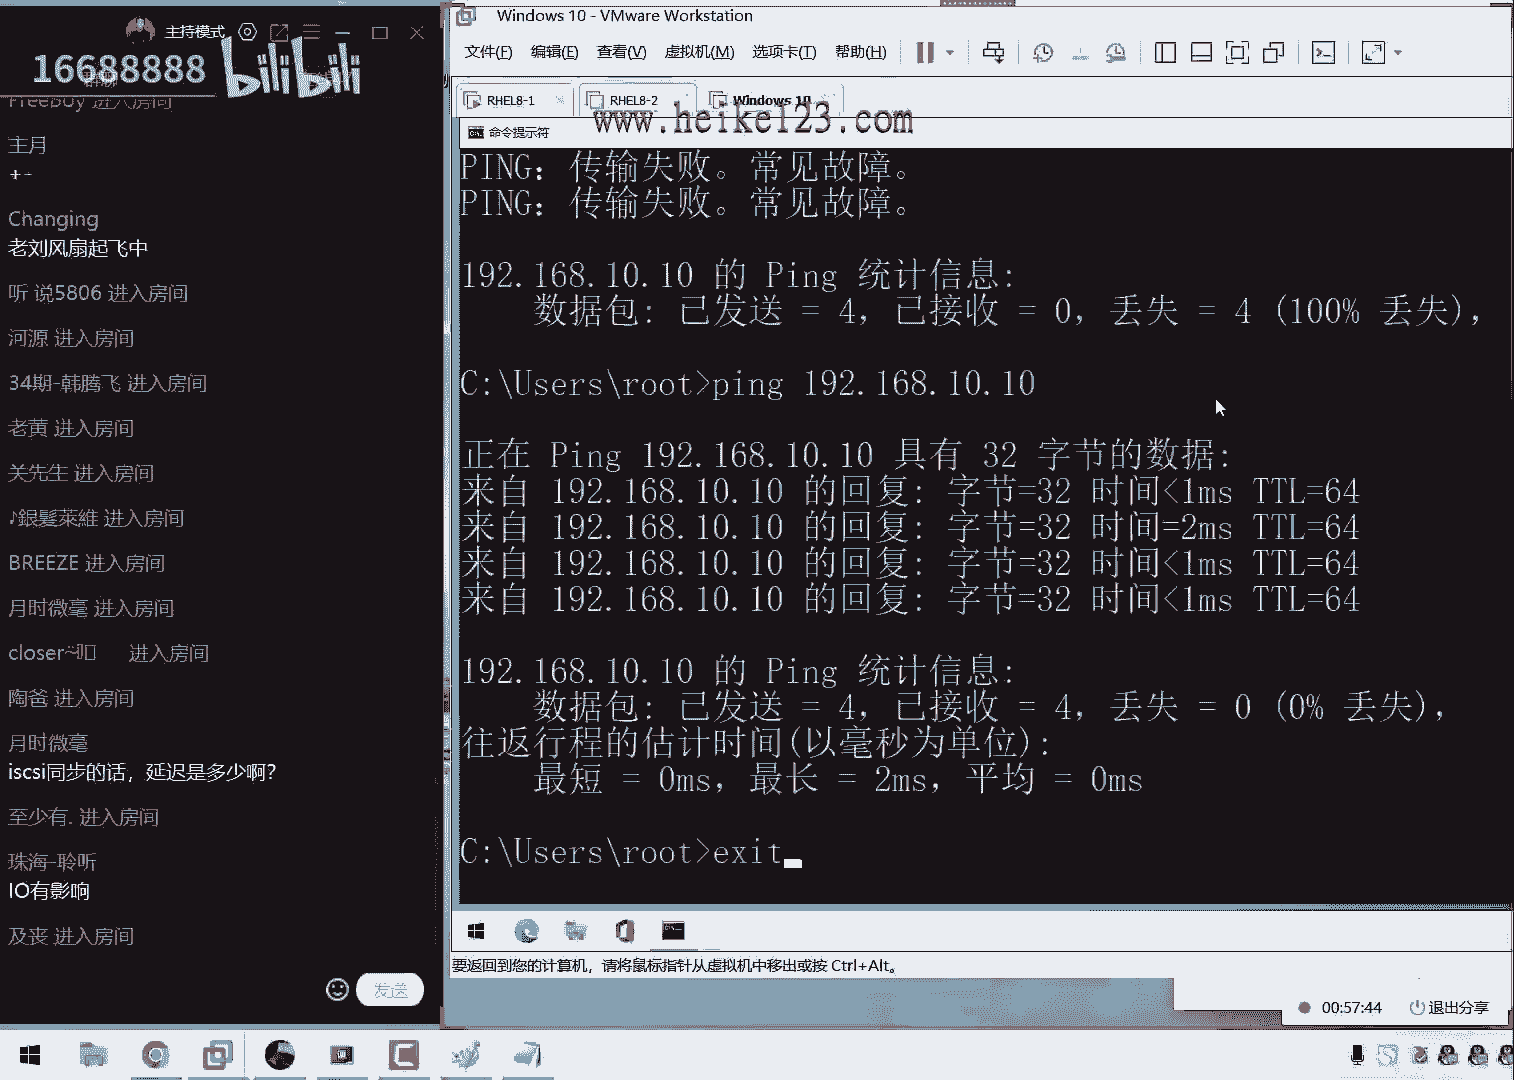 主持模式
16688888
bilibili
FreeBoy 进入房间
主月
+-
Changing
老刘风扇起飞中
听 说5806 进入房间
河源 进入房间
34期-韩腾飞 进入房间
老黄 进入房间
关先生 进入房间
♪銀髮萊維 进入房间
BREEZE 进入房间
月时微毫 进入房间
closer 进入房间
陶爸 进入房间
月时微毫
iscsi同步的话，延迟是多少啊?
至少有. 进入房间
珠海-聆听
IO有影响
及丧 进入房间
发送
Windows 10 - VMware Workstation
文件(F) 编辑(E) 查看(V) 虚拟机(M) 选项卡(T) 帮助(H)
RHEL8-1 RHEL8-2 Windows 10
www.heike123.com
命令提示符
PING: 传输失败。常见故障。
PING: 传输失败。常见故障。
192.168.10.10 的 Ping 统计信息:
数据包: 已发送 = 4，已接收 = 0，丢失 = 4 (100% 丢失)，
C:\Users\root>ping 192.168.10.10
正在 Ping 192.168.10.10 具有 32 字节的数据:
来自 192.168.10.10 的回复: 字节=32 时间<1ms TTL=64
来自 192.168.10.10 的回复: 字节=32 时间=2ms TTL=64
来自 192.168.10.10 的回复: 字节=32 时间<1ms TTL=64
来自 192.168.10.10 的回复: 字节=32 时间<1ms TTL=64
192.168.10.10 的 Ping 统计信息:
数据包: 已发送 = 4，已接收 = 4，丢失 = 0 (0% 丢失)，
往返行程的估计时间(以毫秒为单位):
最短 = 0ms，最长 = 2ms，平均 = 0ms
C:\Users\root>exit
要返回到您的计算机，请将鼠标指针从虚拟机中移出或按 Ctrl+Alt。
00:57:44 退出分享